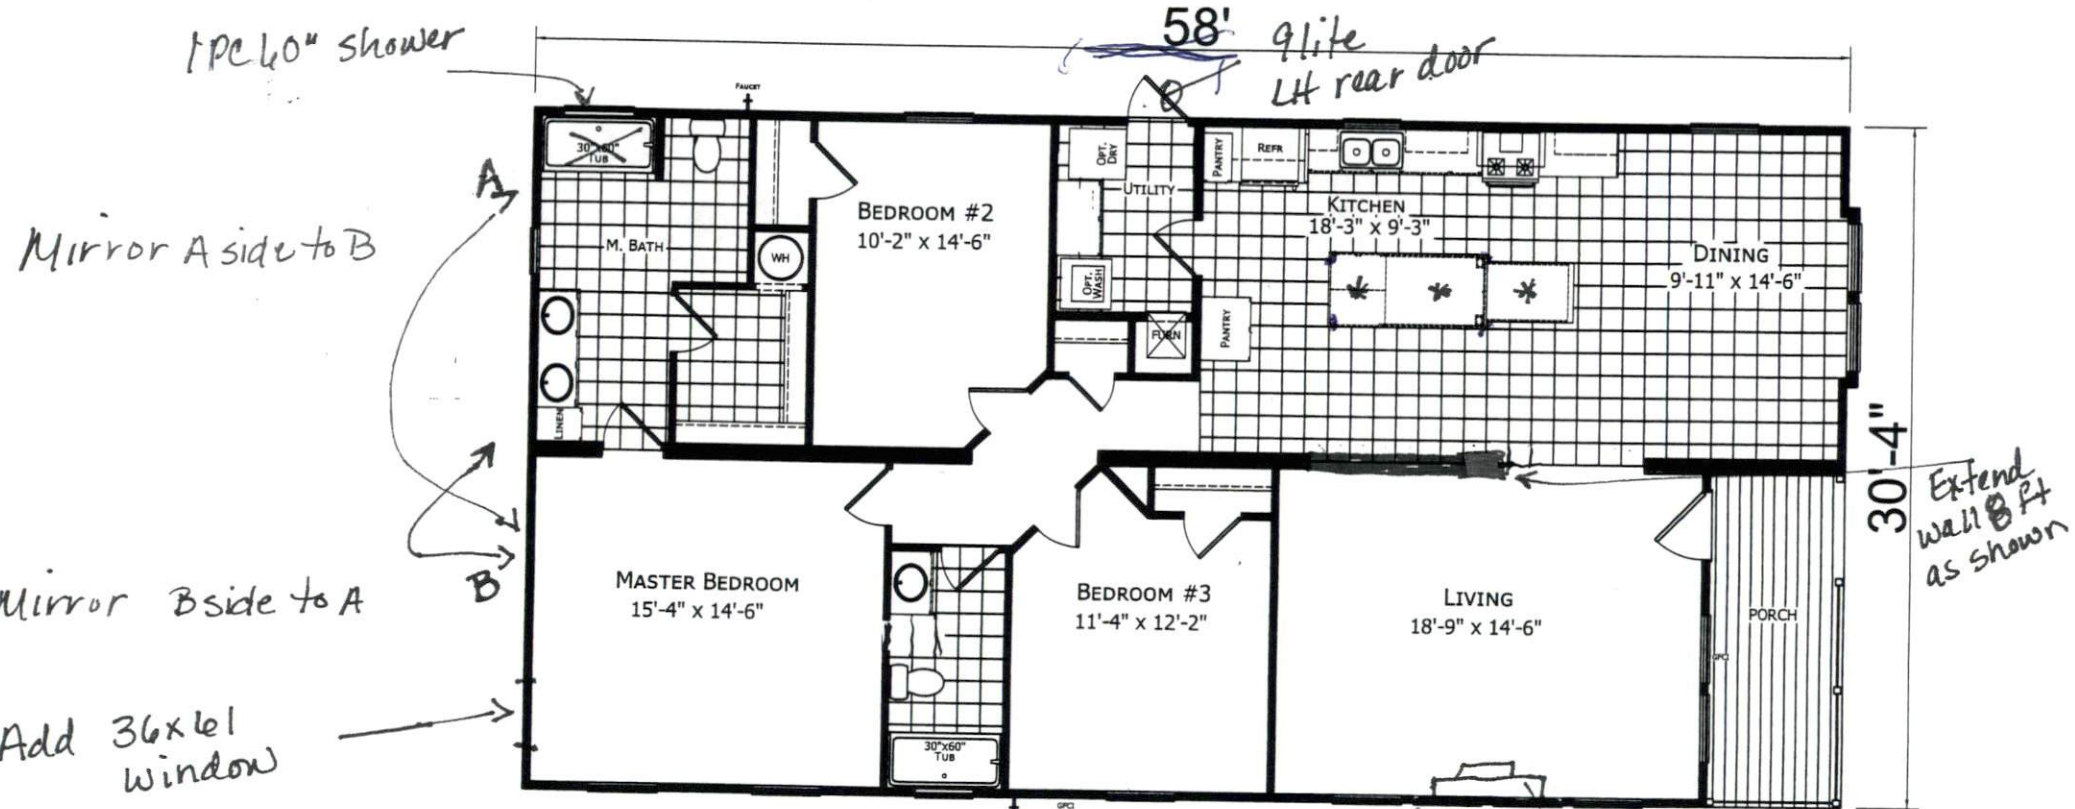 58'
1PC 60" shower
9lite
LH rear door
FAUCET
30"x60"
TUB
A
Mirror A side to B
M. BATH
WH
LINEN
BEDROOM #2
10'-2" x 14'-6"
OPT. DRY
UTILITY
OPT. WASH
FURN
PANTRY
REFR
KITCHEN
18'-3" x 9'-3"
PANTRY
DINING
9'-11" x 14'-6"
30'-4"
Extend
wall 8 ft
as shown
B
Mirror B side to A
MASTER BEDROOM
15'-4" x 14'-6"
BEDROOM #3
11'-4" x 12'-2"
LIVING
18'-9" x 14'-6"
PORCH
GFCI
Add 36x61
window
30"x60"
TUB
GFCI